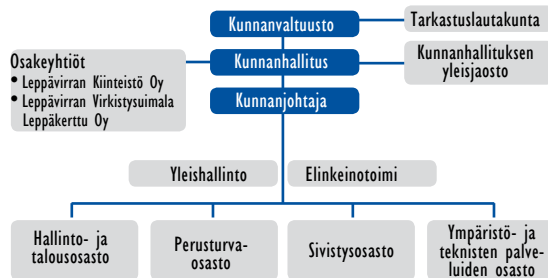 Kunnanvaltuusto
Tarkastuslautakunta
Osakeyhtiöt
• Leppävirran Kiinteistö Oy
• Leppävirran Virkistysuimala
Leppäkerttu Oy
Kunnanhallitus
Kunnanhallituksen
yleisjaosto
Kunnanjohtaja
Yleishallinto
Elinkeinotoimi
Hallinto- ja
talousosasto
Perusturva-
osasto
Sivistysosasto
Ympäristö- ja
teknisten palve-
luiden osasto